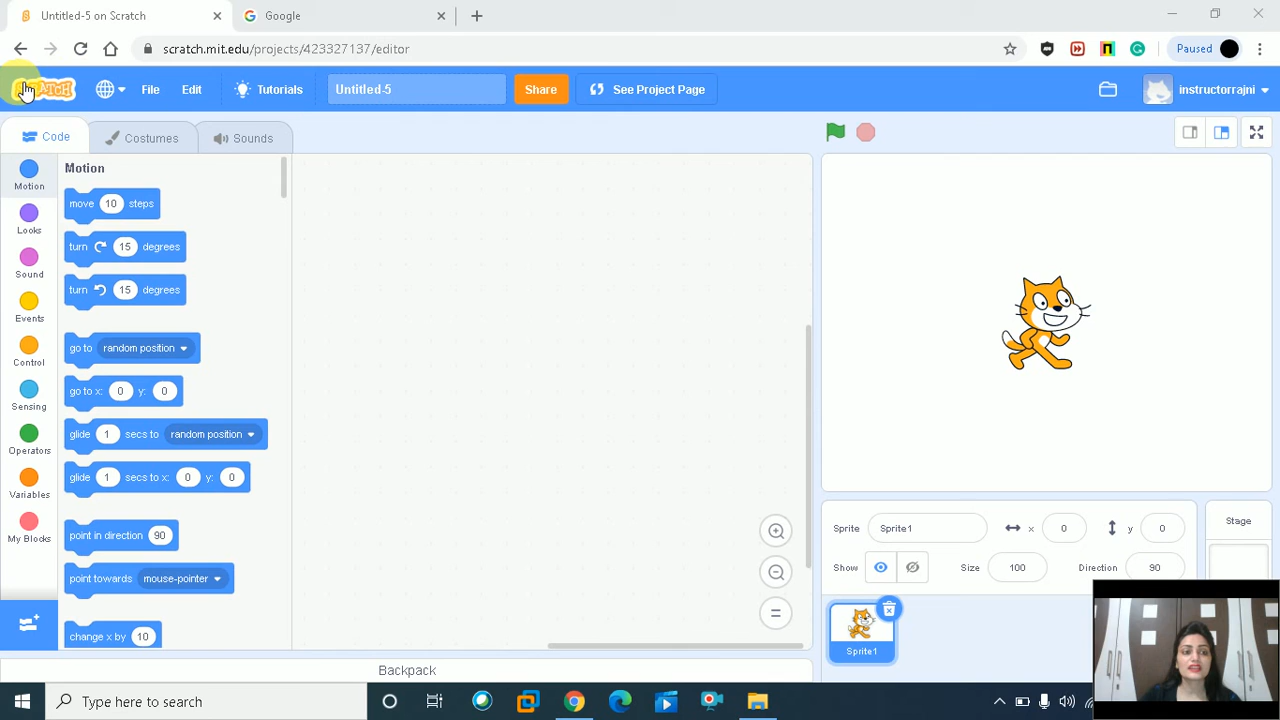 Untitled-5 on Scratch
Google
scratch.mit.edu/projects/423327137/editor
Paused
File
Edit
Tutorials
Untitled-5
Share
See Project Page
instructorrajni
Code
Costumes
Sounds
Motion
Looks
Sound
Events
Control
Sensing
Operators
Variables
My Blocks
Motion
move 10 steps
turn 15 degrees
turn 15 degrees
go to random position
go to x: 0 y: 0
glide 1 secs to random position
glide 1 secs to x: 0 y: 0
point in direction 90
point towards mouse-pointer
change x by 10
Backpack
Sprite Sprite1 x 0 y 0
Show Size 100 Direction 90
Sprite1
Stage
Type here to search